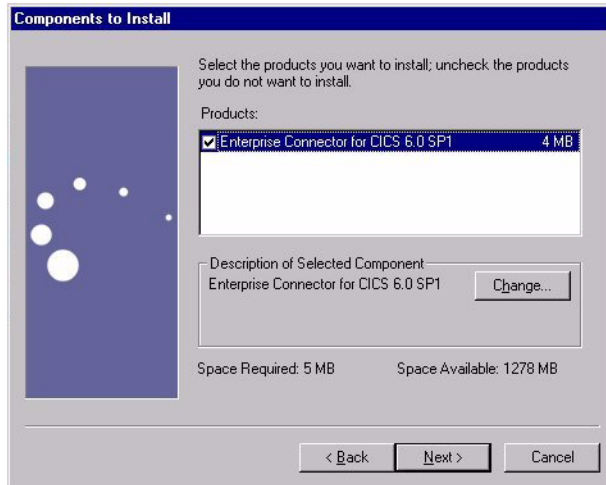 Components to Install
Select the products you want to install; uncheck the products
you do not want to install.
Products:
Enterprise Connector for CICS 6.0 SP1 4 MB
Description of Selected Component
Enterprise Connector for CICS 6.0 SP1
Change...
Space Required: 5 MB Space Available: 1278 MB
< Back Next > Cancel